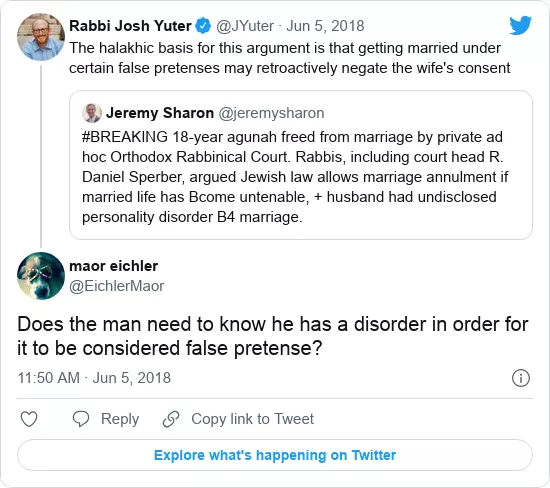 Rabbi Josh Yuter @JYuter · Jun 5, 2018
The halakhic basis for this argument is that getting married under
certain false pretenses may retroactively negate the wife's consent
Jeremy Sharon @jeremysharon
#BREAKING 18-year agunah freed from marriage by private ad
hoc Orthodox Rabbinical Court. Rabbis, including court head R.
Daniel Sperber, argued Jewish law allows marriage annulment if
married life has Bcome untenable, + husband had undisclosed
personality disorder B4 marriage.
maor eichler
@EichlerMaor
Does the man need to know he has a disorder in order for
it to be considered false pretense?
11:50 AM · Jun 5, 2018
Reply Copy link to Tweet
Explore what's happening on Twitter